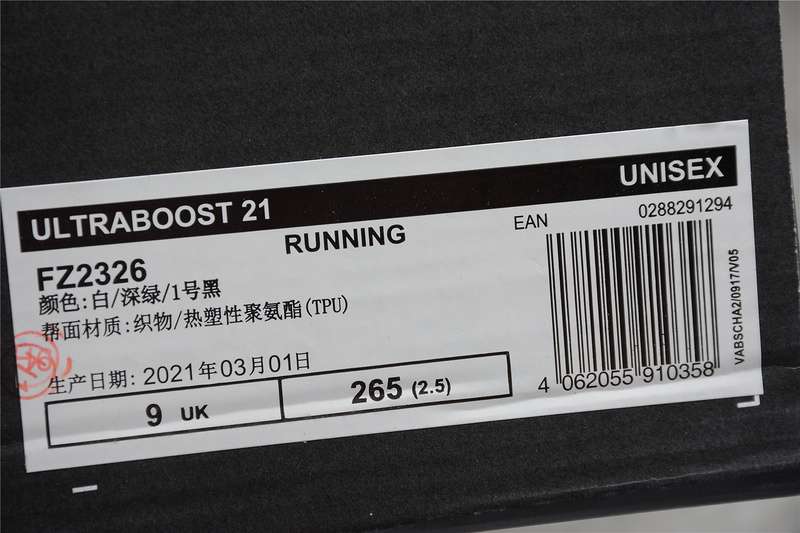 ULTRABOOST 21
UNISEX
RUNNING
EAN
0288291294
FZ2326
颜色:白/深绿/1号黑
帮面材质:织物/热塑性聚氨酯(TPU)
生产日期: 2021年03月01日
9 UK
265 (2.5)
4 062055 910358
VABSCHA2/0917/V05